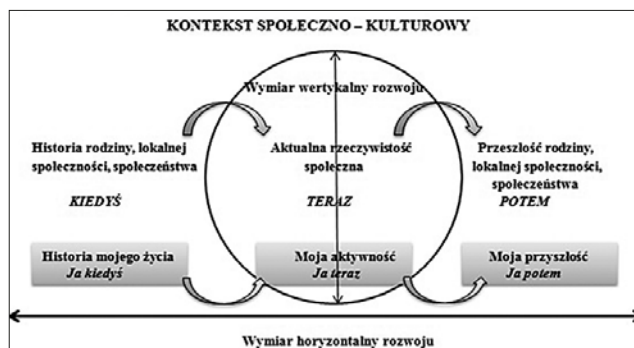 KONTEKST SPOŁECZNO – KULTUROWY
Wymiar wertykalny rozwoju
Historia rodziny, lokalnej
społeczności, społeczeństwa
KIEDYŚ
Aktualna rzeczywistość
społeczna
TERAZ
Przeszłość rodziny,
lokalnej społeczności,
społeczeństwa
POTEM
Historia mojego życia
Ja kiedyś
Moja aktywność
Ja teraz
Moja przyszłość
Ja potem
Wymiar horyzontalny rozwoju